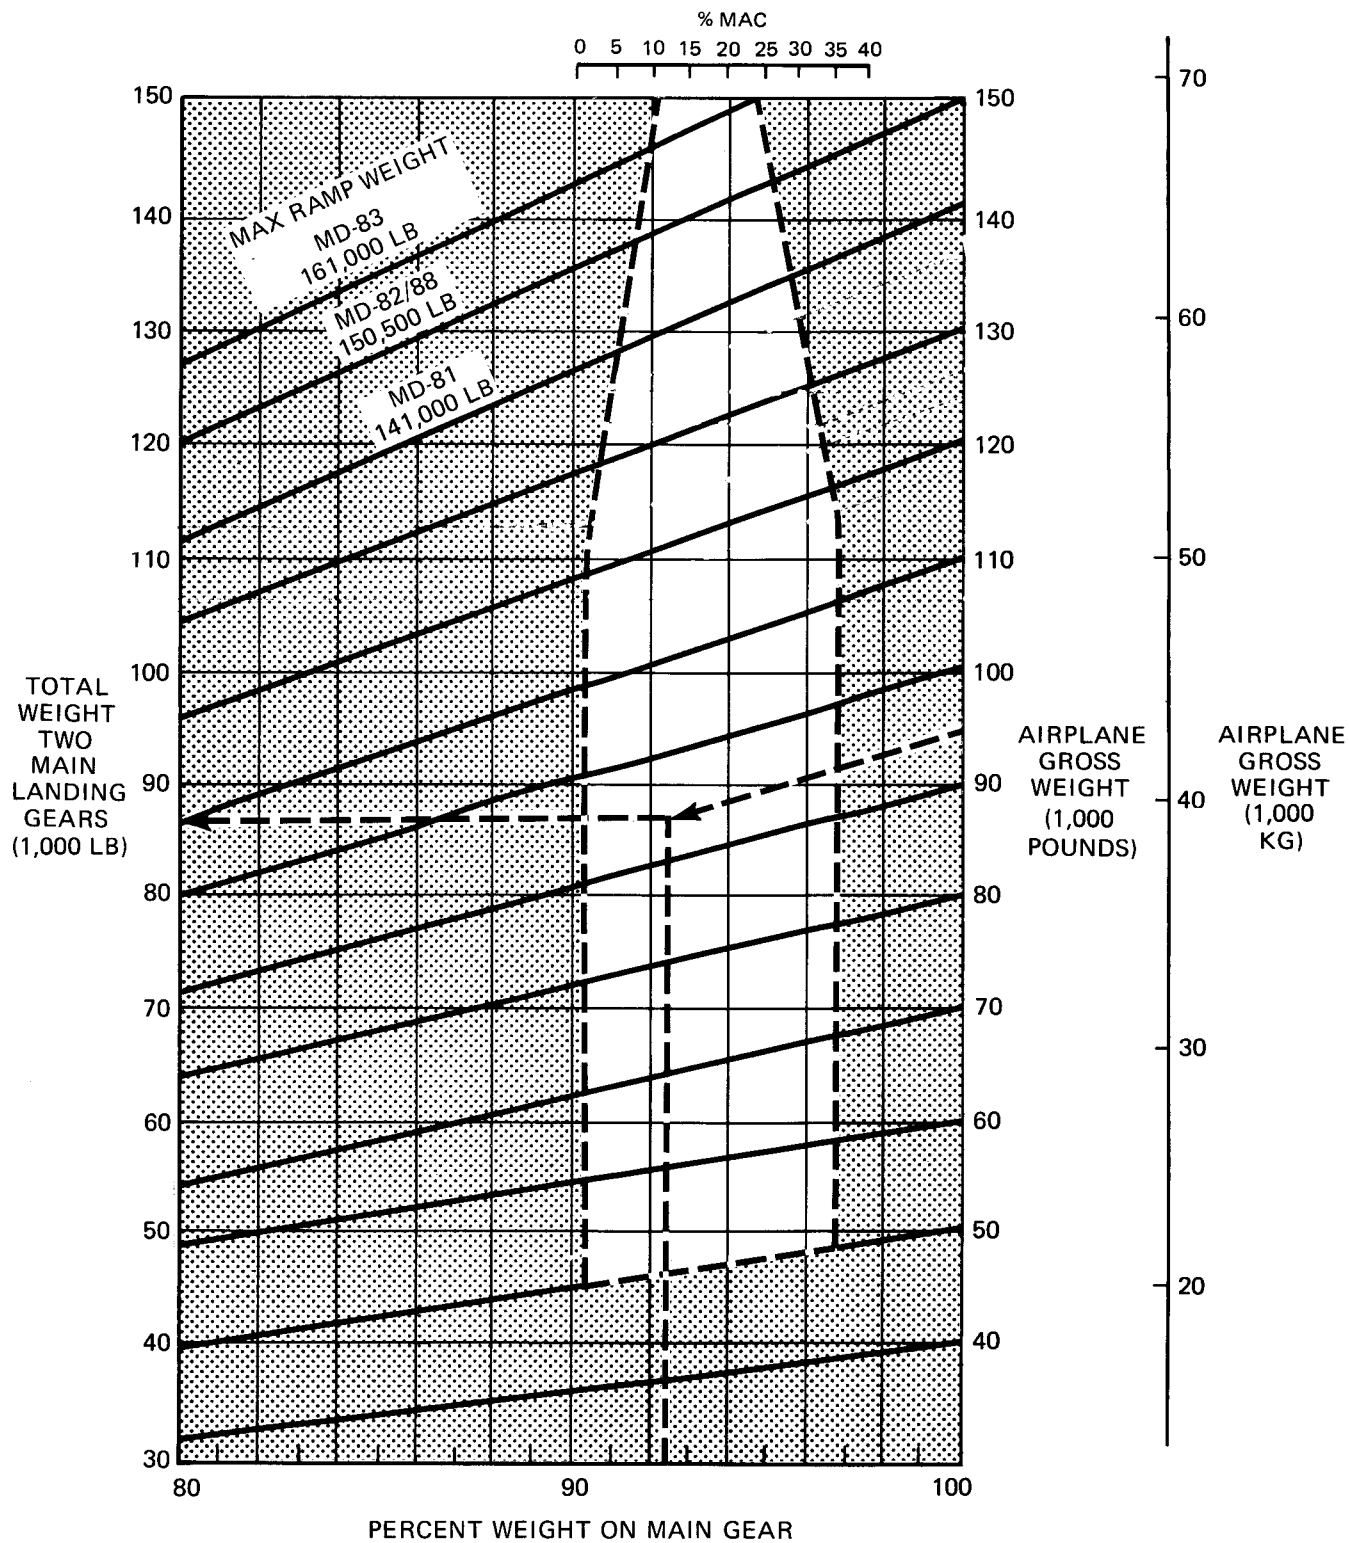 % MAC
0 5 10 15 20 25 30 35 40
70
150
150
MAX RAMP WEIGHT
MD-83
161,000 LB
140
140
MD-82/88
150,500 LB
130
130
60
MD-81
141,000 LB
120
120
110
110
50
100
100
TOTAL
WEIGHT
TWO
MAIN
LANDING
GEARS
(1,000 LB)
AIRPLANE
GROSS
WEIGHT
(1,000
POUNDS)
AIRPLANE
GROSS
WEIGHT
(1,000
KG)
90
90
40
80
80
70
70
30
60
60
50
50
20
40
40
30
80 90 100
PERCENT WEIGHT ON MAIN GEAR